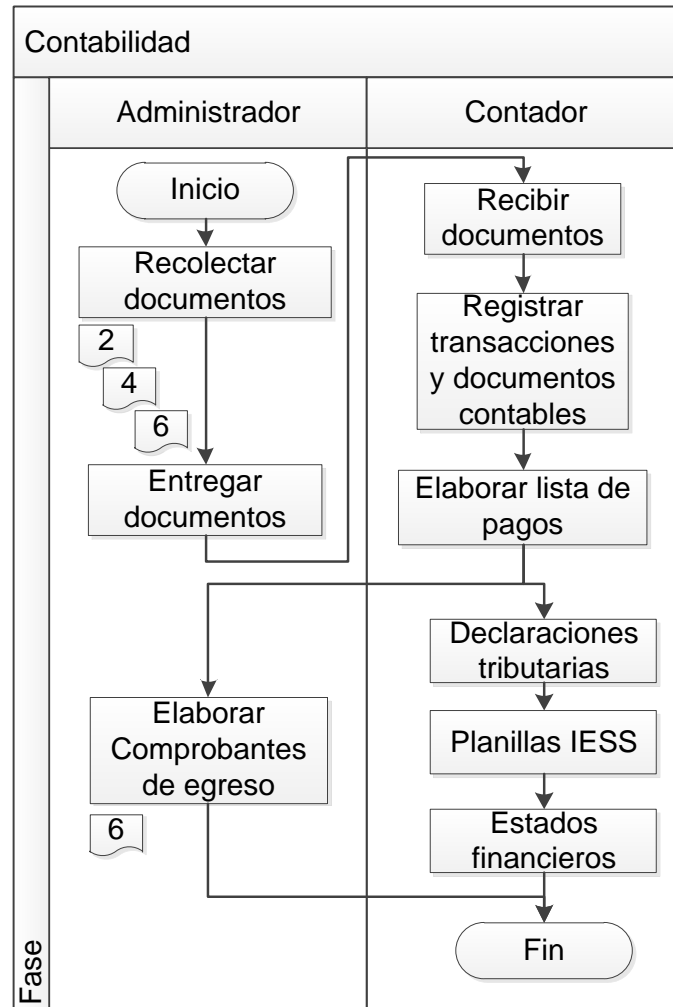 Contabilidad
Fase
Administrador
Contador
Inicio
Recolectar
documentos
2
4
6
Entregar
documentos
Recibir
documentos
Registrar
transacciones
y documentos
contables
Elaborar lista de
pagos
Elaborar
Comprobantes
de egreso
6
Declaraciones
tributarias
Planillas IESS
Estados
financieros
Fin